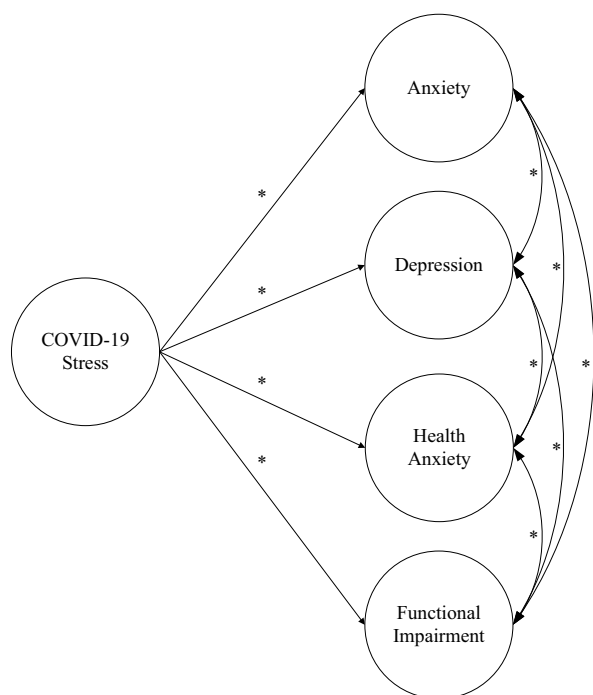 Anxiety
*
*
Depression
*
*
COVID-19
Stress
*
*
*
Health
Anxiety
*
*
*
Functional
Impairment